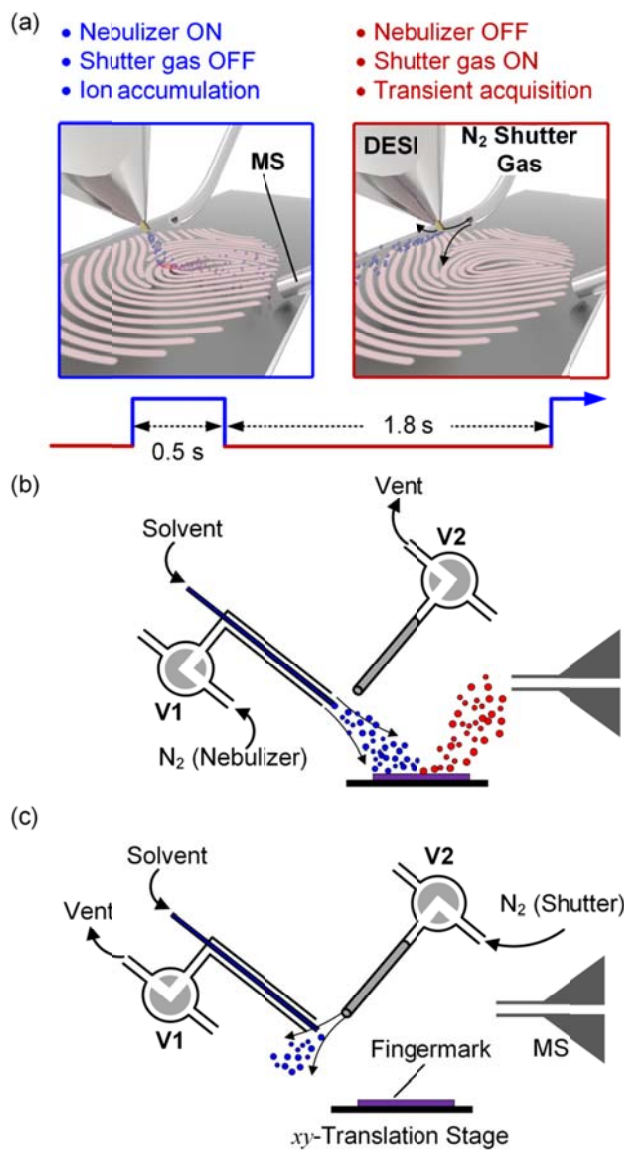 (a)
• Nebulizer ON
• Shutter gas OFF
• Ion accumulation
• Nebulizer OFF
• Shutter gas ON
• Transient acquisition
MS
DESI
N₂ Shutter
Gas
0.5 s
1.8 s
(b)
Vent
Solvent
V2
V1
N₂ (Nebulizer)
(c)
Solvent
V2
Vent
N₂ (Shutter)
V1
Fingermark
MS
xy-Translation Stage